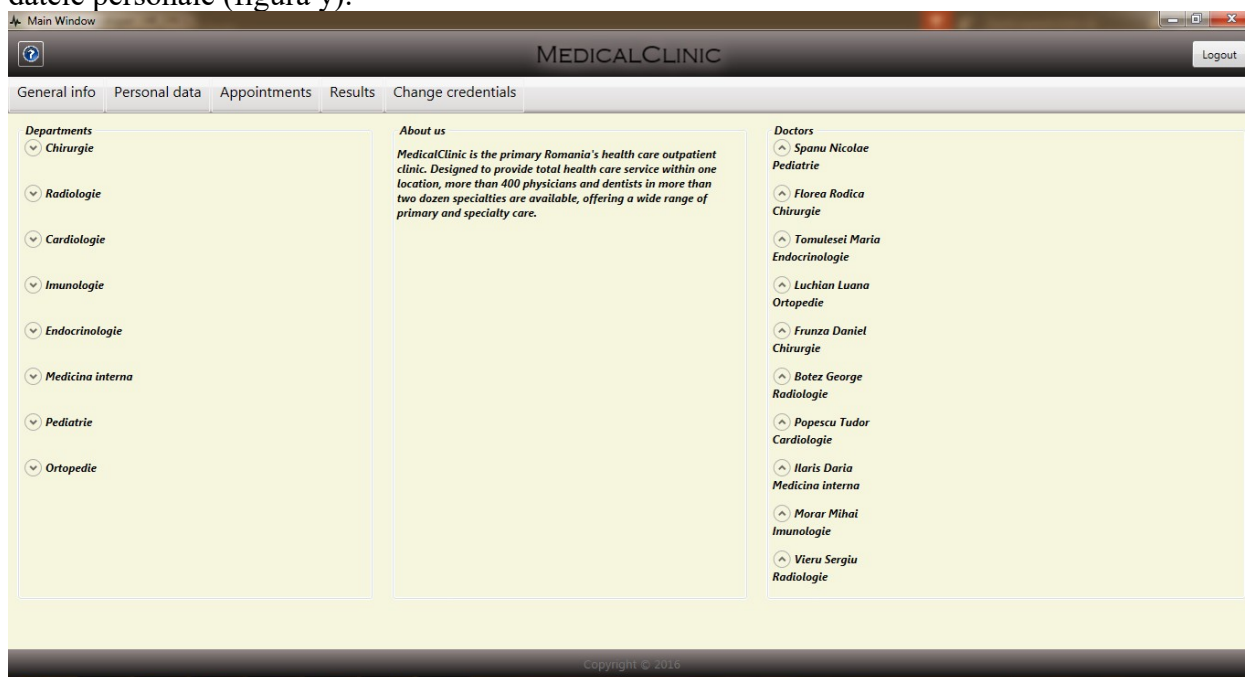 datele personale (figura y).
Main Window
MEDICALCLINIC
Logout
General info
Personal data
Appointments
Results
Change credentials
Departments
Chirurgie
Radiologie
Cardiologie
Imunologie
Endocrinologie
Medicina interna
Pediatrie
Ortopedie
About us
MedicalClinic is the primary Romania's health care outpatient
clinic. Designed to provide total health care service within one
location, more than 400 physicians and dentists in more than
two dozen specialties are available, offering a wide range of
primary and specialty care.
Doctors
Spanu Nicolae
Pediatrie
Florea Rodica
Chirurgie
Tomulesei Maria
Endocrinologie
Luchian Luana
Ortopedie
Frunza Daniel
Chirurgie
Botez George
Radiologie
Popescu Tudor
Cardiologie
Ilaris Daria
Medicina interna
Morar Mihai
Imunologie
Vieru Sergiu
Radiologie
Copyright © 2016